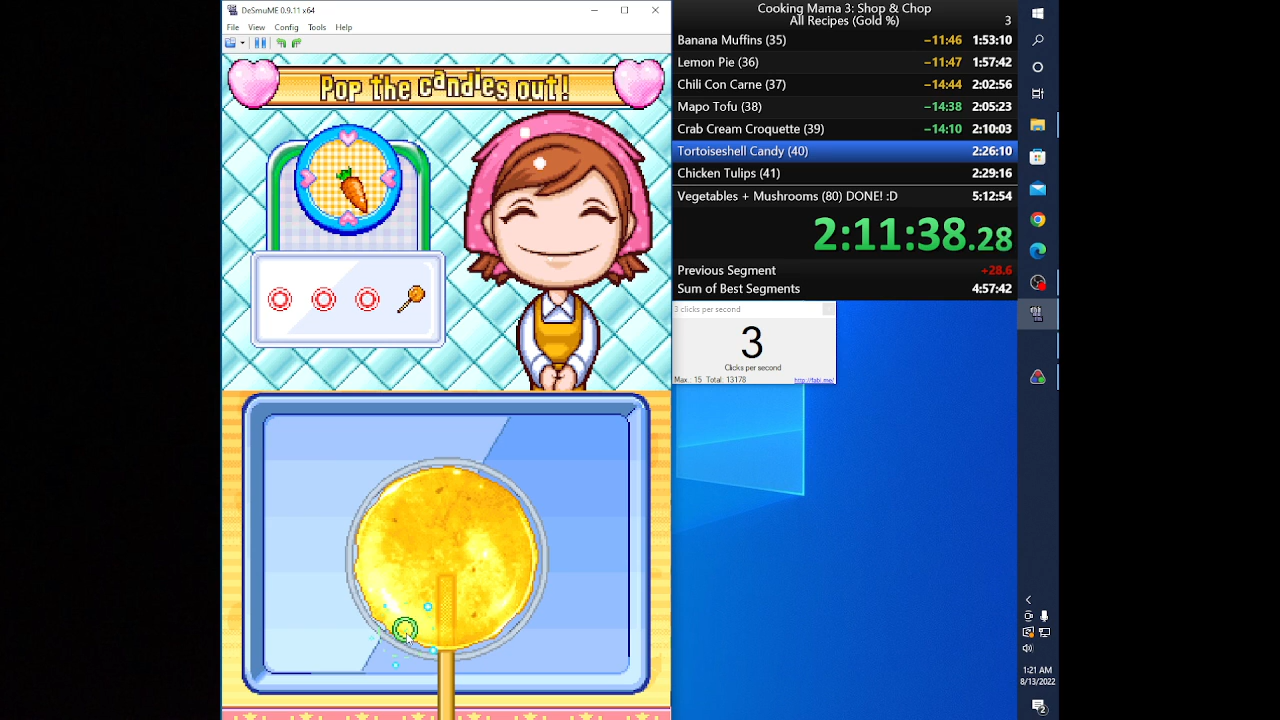 DeSmuME 0.9.11 x64
File View Config Tools Help
Pop the candies out!
Cooking Mama 3: Shop & Chop
All Recipes (Gold %)
3
Banana Muffins (35) −11:46 1:53:10
Lemon Pie (36) −11:47 1:57:42
Chili Con Carne (37) −14:44 2:02:56
Mapo Tofu (38) −14:38 2:05:23
Crab Cream Croquette (39) −14:10 2:10:03
Tortoiseshell Candy (40) 2:26:10
Chicken Tulips (41) 2:29:16
Vegetables + Mushrooms (80) DONE! :D 5:12:54
2:11:38.28
Previous Segment +28.6
Sum of Best Segments 4:57:42
3 clicks per second
3
Clicks per second
Max.: 15 Total: 13178 http://fabi.me/
1:21 AM
8/13/2022
2